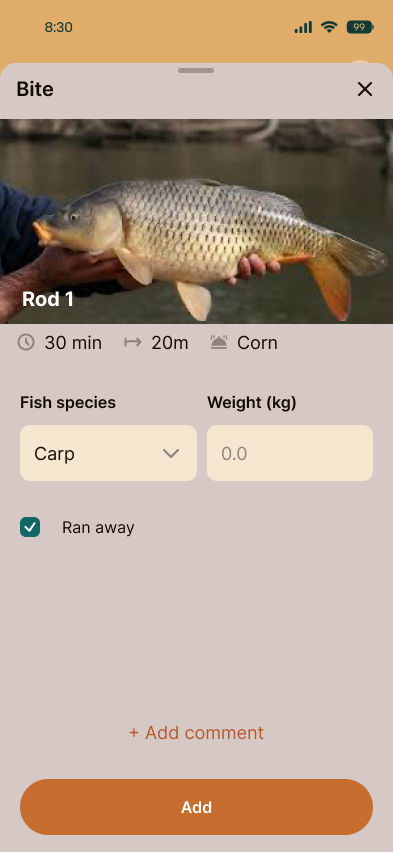 8:30
99
Bite
Rod 1
30 min 20m Corn
Fish species Weight (kg)
Carp 0.0
Ran away
+ Add comment
Add